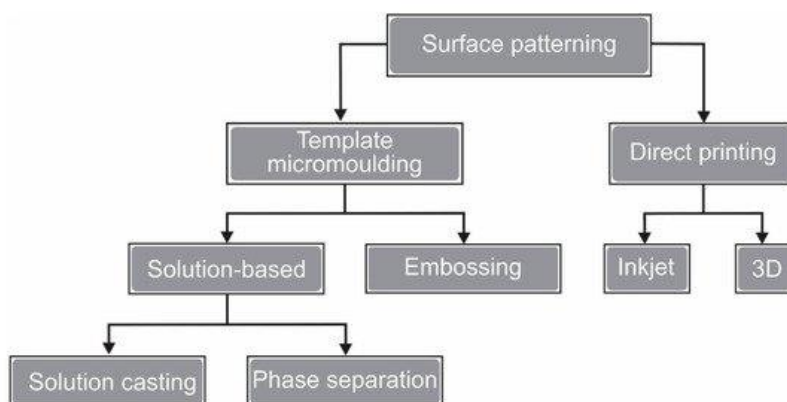 Surface patterning
Template
micromoulding
Direct printing
Solution-based
Embossing
Inkjet
3D
Solution casting
Phase separation